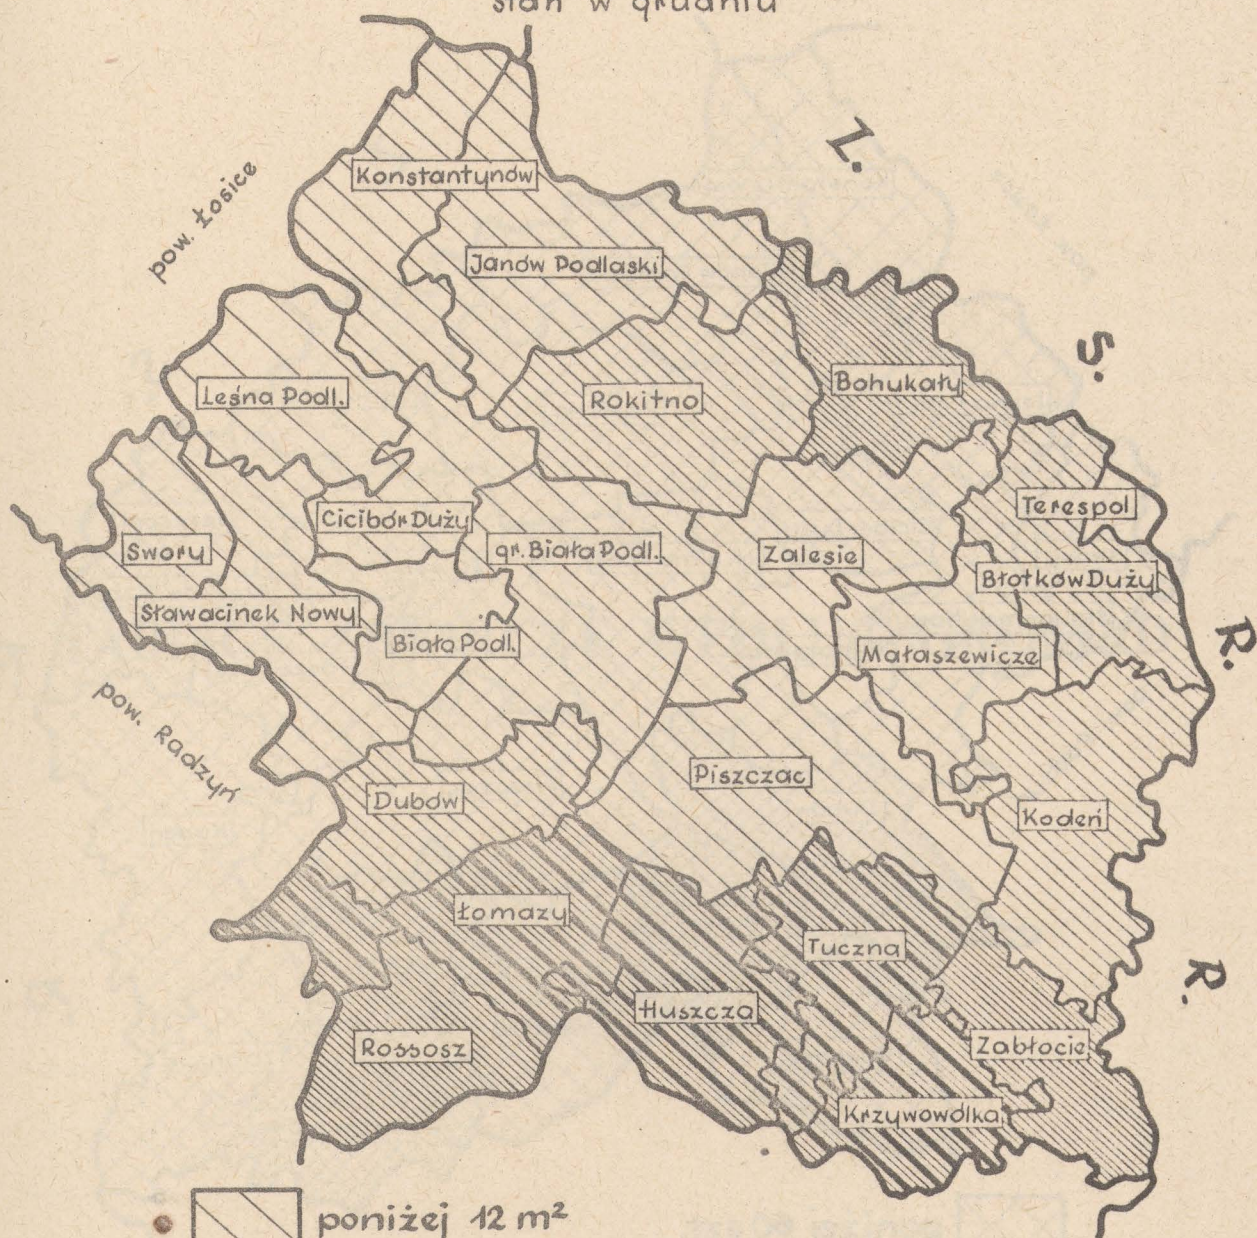 stan w grudniu
Z.
pow. Łosice
Konstantynów
Janów Podlaski
S.
Leśna Podl.
Rokitno
Bohukały
Terespol
Cicibór Duży
Swory
gr. Biała Podl.
Zalesie
Błotków Duży
Sławacinek Nowy
Biała Podl.
Małaszewicze
R.
pow. Radzyń
Piszczac
Dubów
Kodeń
Łomazy
Tuczna
R.
Huszcza
Rossosz
Zabłocie
Krzywowólka
poniżej 12 m²